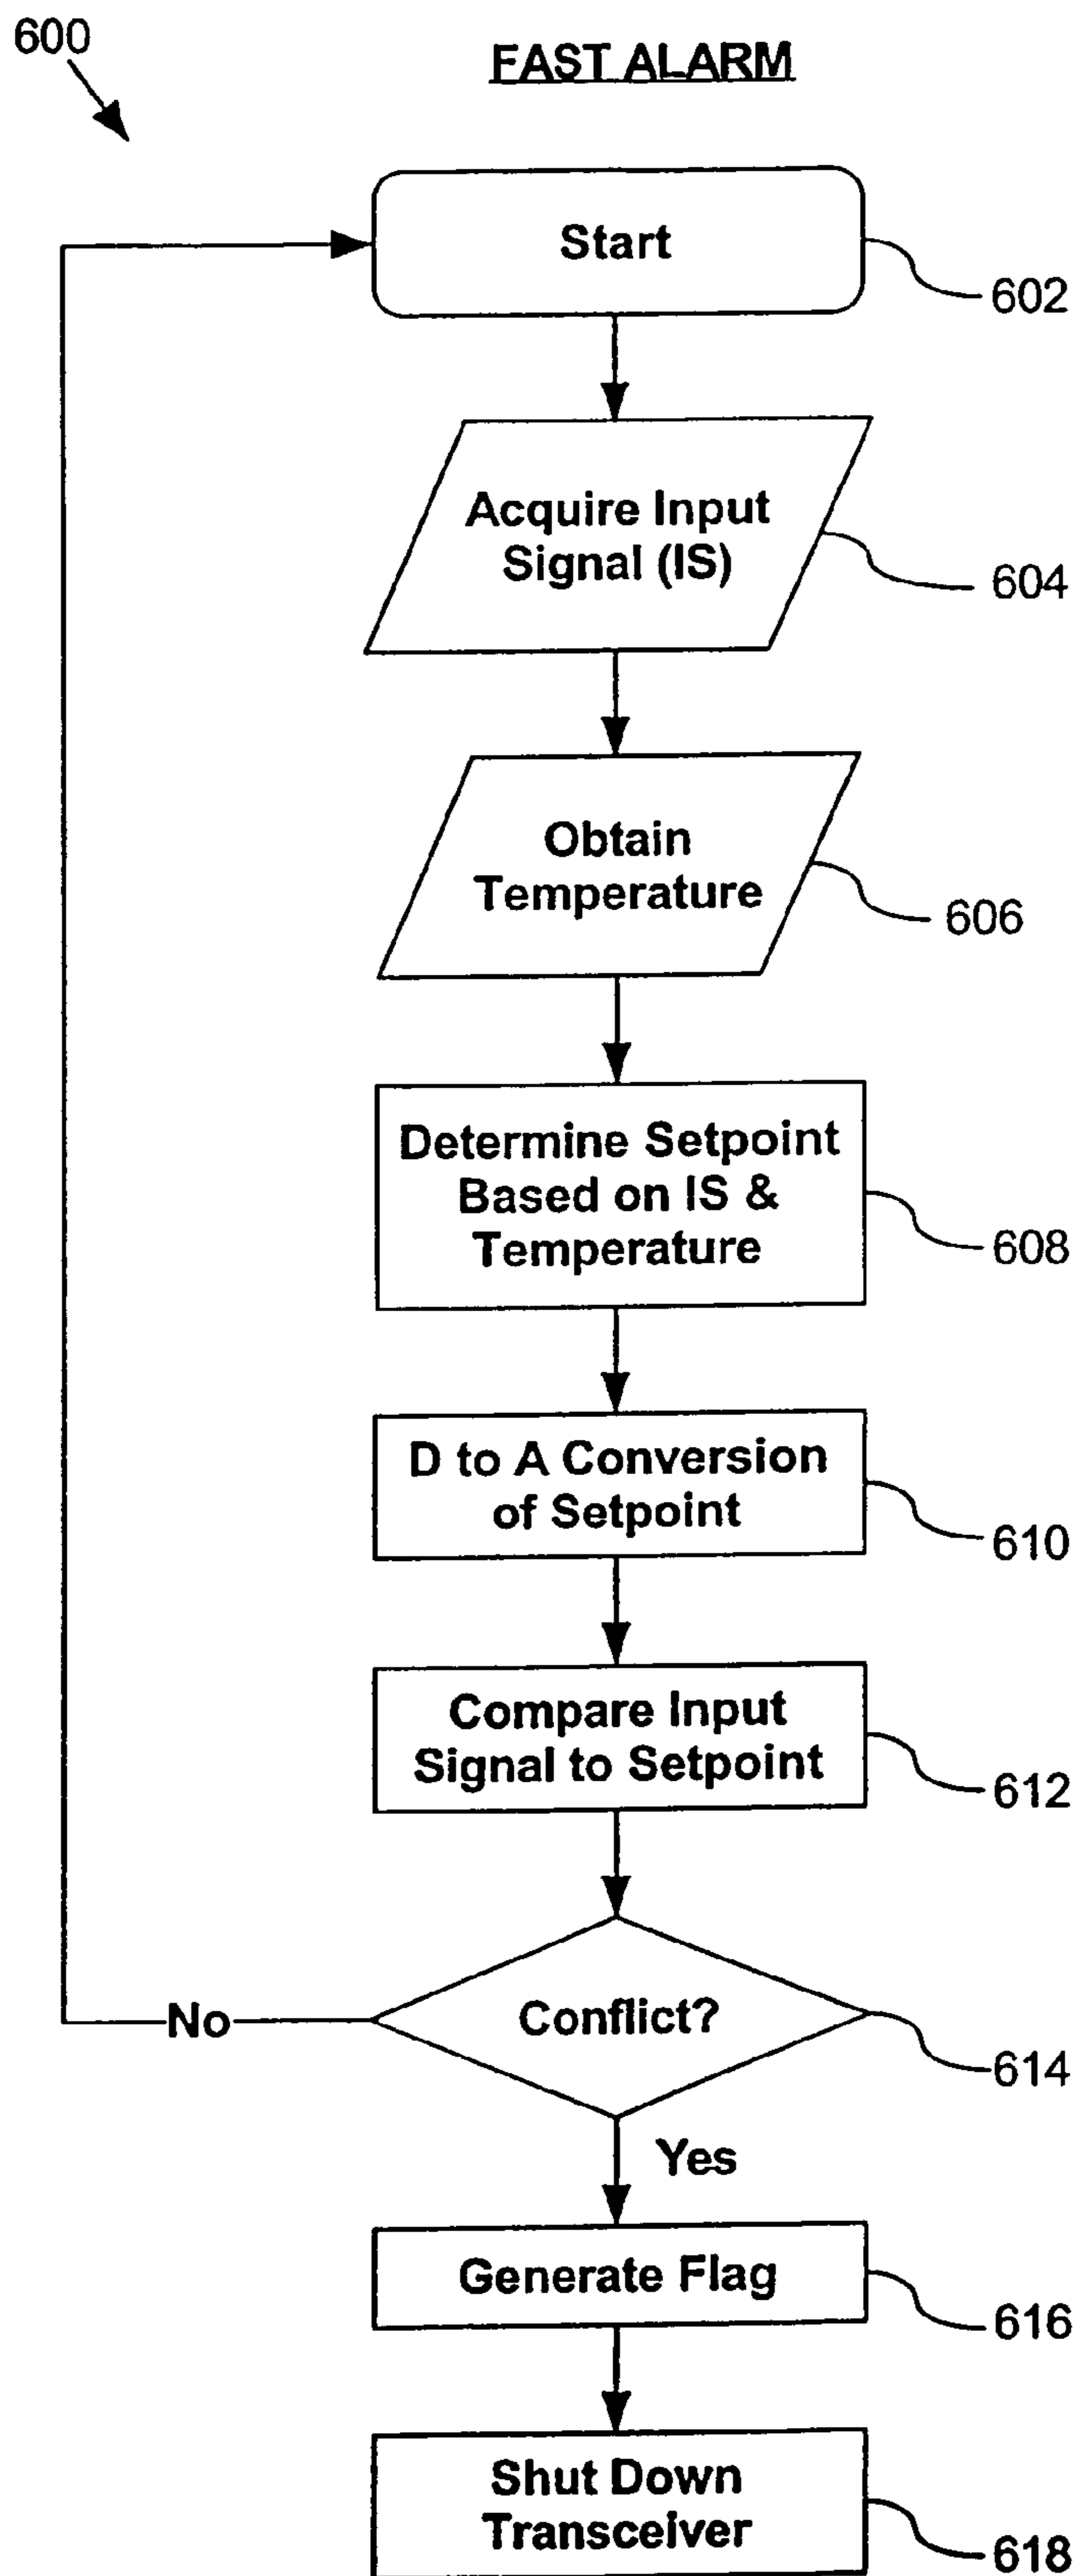 600
FAST ALARM
Start
602
Acquire Input
Signal (IS)
604
Obtain
Temperature
606
Determine Setpoint
Based on IS &
Temperature
608
D to A Conversion
of Setpoint
610
Compare Input
Signal to Setpoint
612
Conflict?
No
614
Yes
Generate Flag
616
Shut Down
Transceiver
618